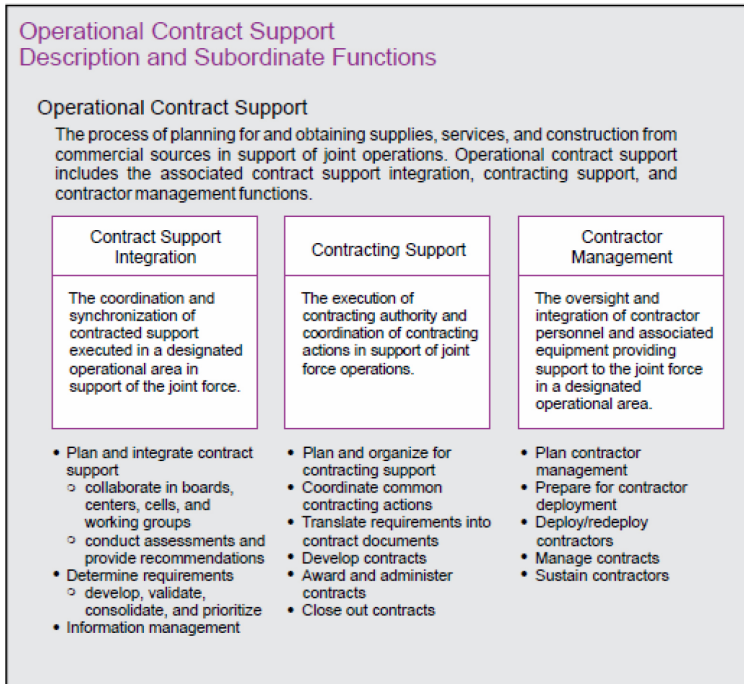 Operational Contract Support
Description and Subordinate Functions
Operational Contract Support
The process of planning for and obtaining supplies, services, and construction from
commercial sources in support of joint operations. Operational contract support
includes the associated contract support integration, contracting support, and
contractor management functions.
Contract Support
Integration
The coordination and
synchronization of
contracted support
executed in a designated
operational area in
support of the joint force.
• Plan and integrate contract
support
○ collaborate in boards,
centers, cells, and
working groups
○ conduct assessments and
provide recommendations
• Determine requirements
○ develop, validate,
consolidate, and prioritize
• Information management
Contracting Support
The execution of
contracting authority and
coordination of contracting
actions in support of joint
force operations.
• Plan and organize for
contracting support
• Coordinate common
contracting actions
• Translate requirements into
contract documents
• Develop contracts
• Award and administer
contracts
• Close out contracts
Contractor
Management
The oversight and
integration of contractor
personnel and associated
equipment providing
support to the joint force
in a designated
operational area.
• Plan contractor
management
• Prepare for contractor
deployment
• Deploy/redeploy
contractors
• Manage contracts
• Sustain contractors